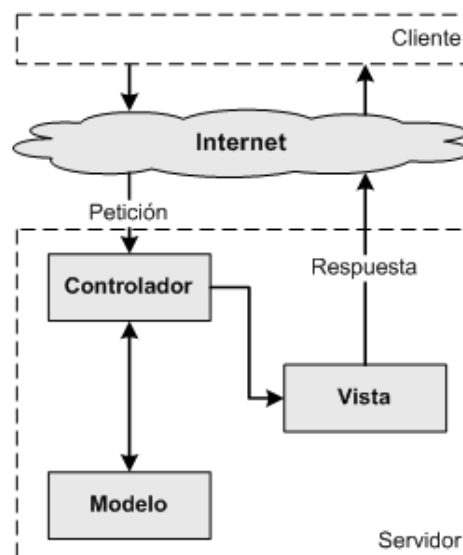 Cliente
Internet
Petición
Controlador
Respuesta
Vista
Modelo
Servidor